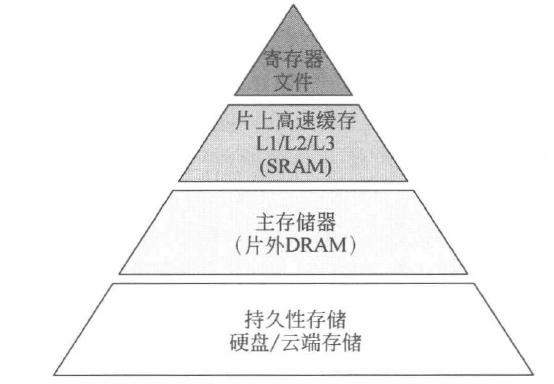 寄存器
文件
片上高速缓存
L1/L2/L3
(SRAM)
主存储器
（片外DRAM）
持久性存储
硬盘/云端存储